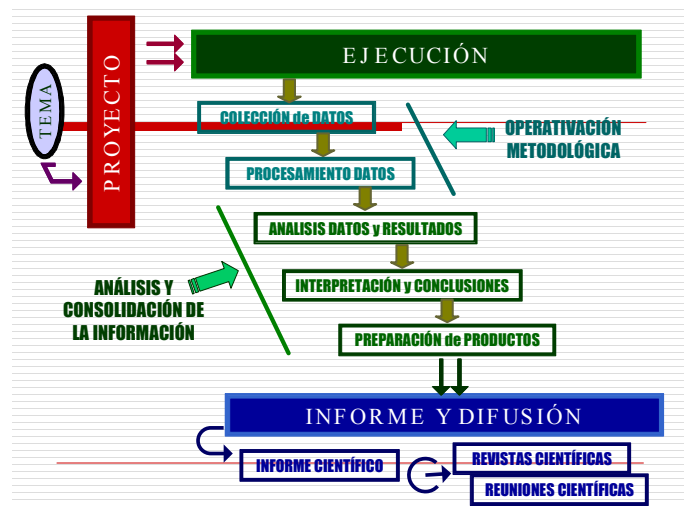 TEMA
PROYECTO
EJECUCIÓN
COLECCIÓN de DATOS
OPERATIVACIÓN
METODOLÓGICA
PROCESAMIENTO DATOS
ANALISIS DATOS y RESULTADOS
ANÁLISIS Y
CONSOLIDACIÓN DE
LA INFORMACIÓN
INTERPRETACIÓN y CONCLUSIONES
PREPARACIÓN de PRODUCTOS
INFORME Y DIFUSIÓN
INFORME CIENTÍFICO
REVISTAS CIENTÍFICAS
REUNIONES CIENTÍFICAS